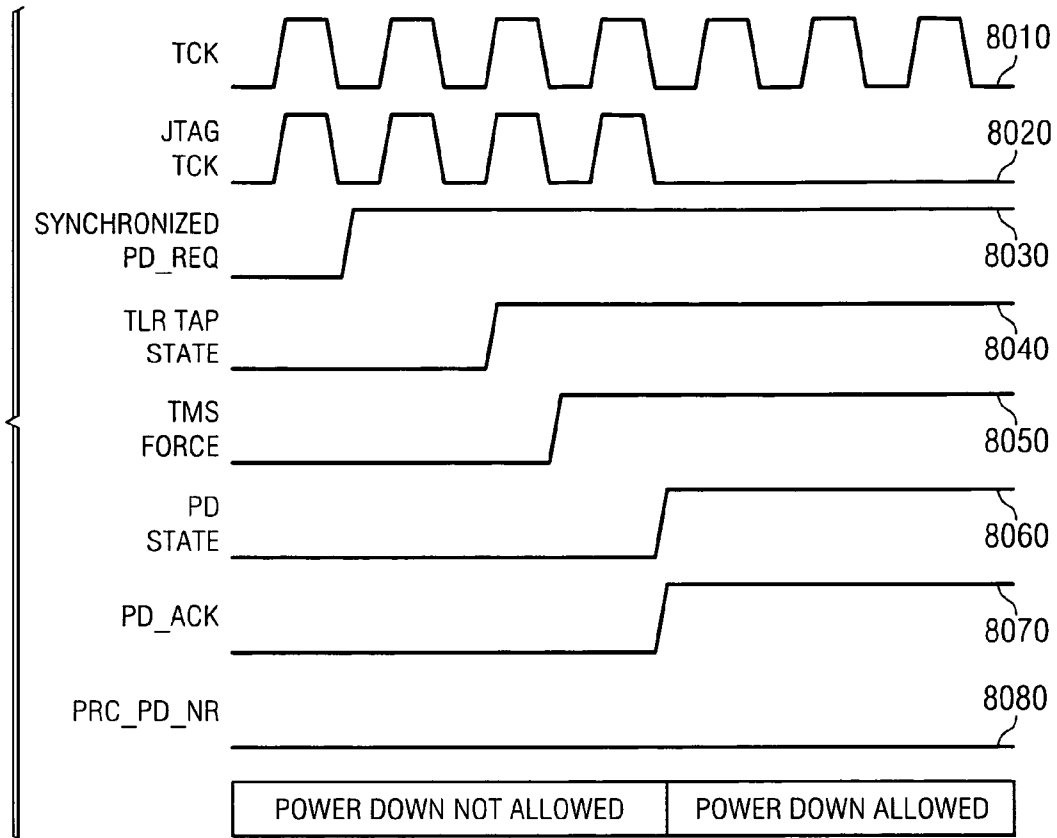 TCK
8010
JTAG
TCK
8020
SYNCHRONIZED
PD_REQ
8030
TLR TAP
STATE
8040
TMS
FORCE
8050
PD
STATE
8060
PD_ACK
8070
PRC_PD_NR
8080
POWER DOWN NOT ALLOWED
POWER DOWN ALLOWED